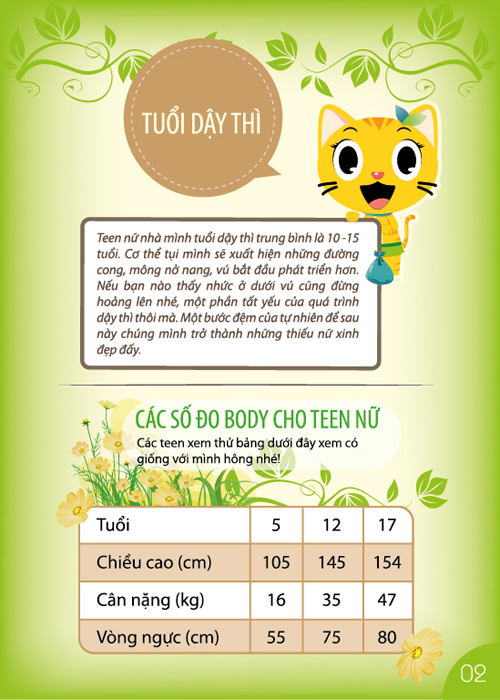 TUỔI DẬY THÌ
Teen nữ nhà mình tuổi dậy thì trung bình là 10 -15
tuổi. Cơ thể tụi mình sẽ xuất hiện những đường
cong, mông nở nang, vú bắt đầu phát triển hơn.
Nếu bạn nào thấy nhức ở dưới vú cũng đừng
hoảng lên nhé, một phần tất yếu của quá trình
dậy thì thôi mà. Một bước đệm của tự nhiên để sau
này chúng mình trở thành những thiếu nữ xinh
đẹp đấy.
CÁC SỐ ĐO BODY CHO TEEN NỮ
Các teen xem thử bảng dưới đây xem có
giống với mình hông nhé!
Tuổi 5 12 17
Chiều cao (cm) 105 145 154
Cân nặng (kg) 16 35 47
Vòng ngực (cm) 55 75 80
02